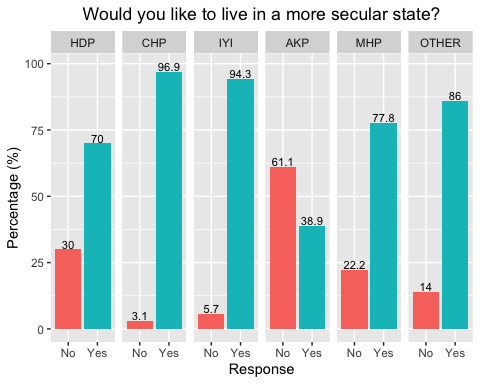 Would you like to live in a more secular state?
HDP CHP IYI AKP MHP OTHER
Percentage (%)
100
75
50
25
0
30 70 3.1 96.9 5.7 94.3 61.1 38.9 22.2 77.8 14 86
No Yes No Yes No Yes No Yes No Yes No Yes
Response